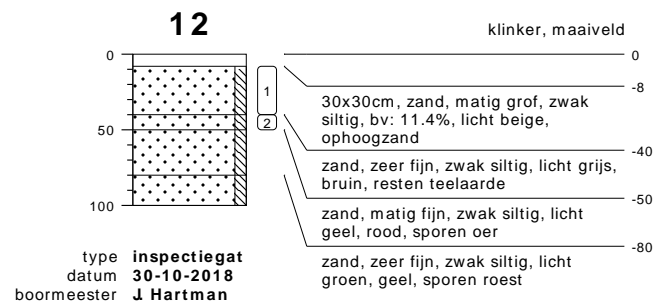 12
klinker, maaiveld
0
0
-8
1
30x30cm, zand, matig grof, zwak
siltig, bv: 11.4%, licht beige,
ophoogzand
2
50
-40
zand, zeer fijn, zwak siltig, licht grijs,
bruin, resten teelaarde
-50
zand, matig fijn, zwak siltig, licht
geel, rood, sporen oer
100
-80
zand, zeer fijn, zwak siltig, licht
groen, geel, sporen roest
type inspectiegat
datum 30-10-2018
boormeester J. Hartman